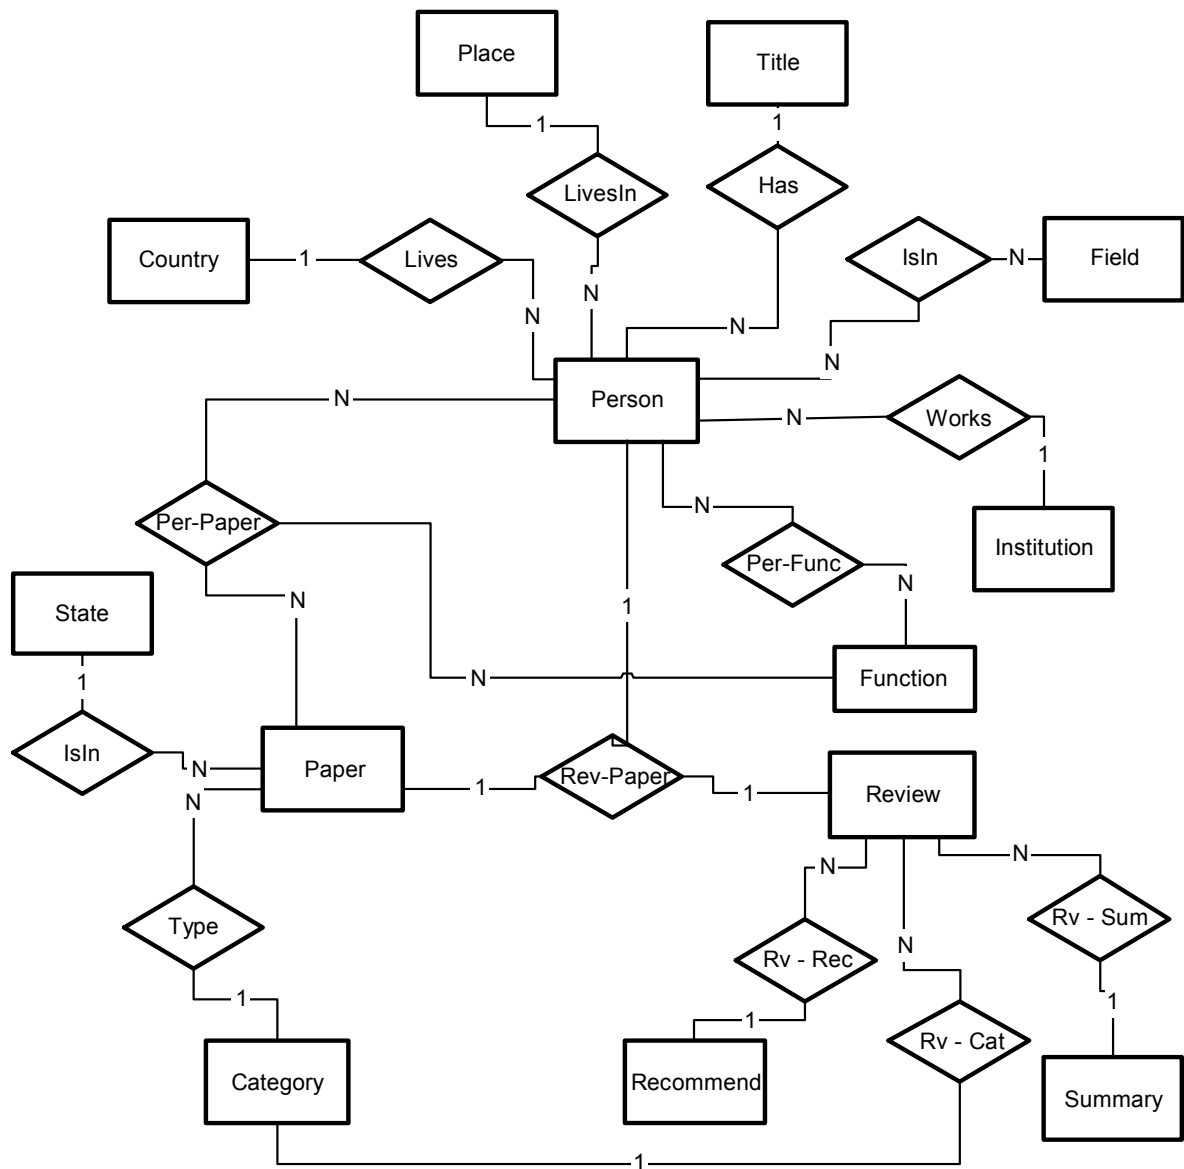 Place
Title
1
1
LivesIn
Has
Country
1
Lives
IsIn
N
Field
N
N
N
N
N
Person
N
Works
1
N
Per-Paper
Per-Func
Institution
N
N
1
State
1
N
Function
IsIn
N
Paper
N
1
Rev-Paper
1
Review
N
N
Type
Rv - Sum
N
Rv - Rec
1
1
1
Rv - Cat
Category
Recommend
Summary
1